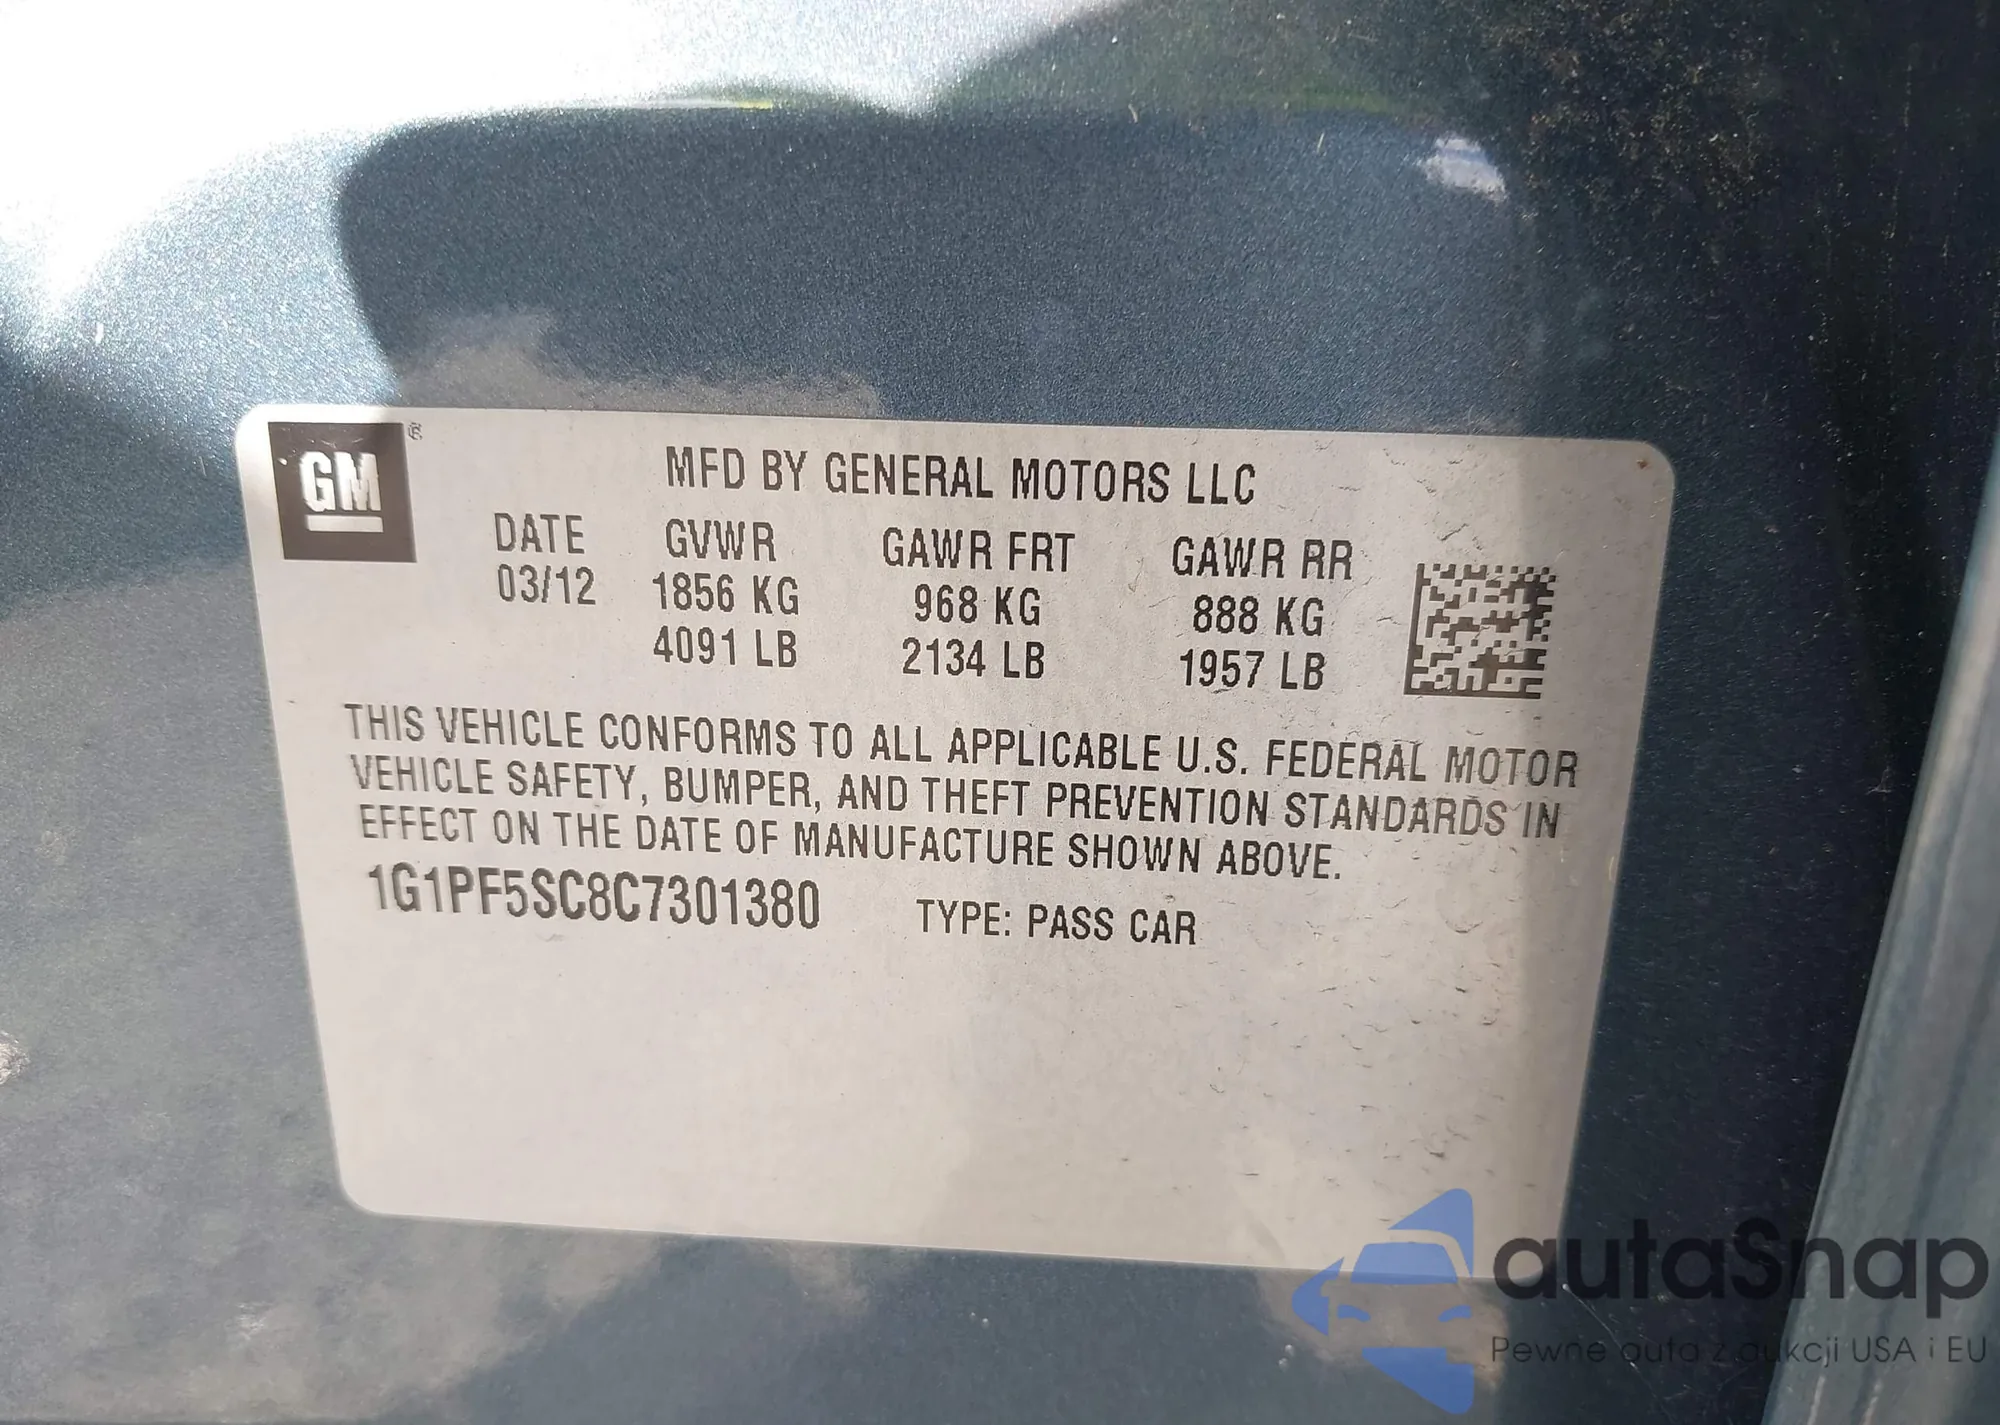 GM
MFD BY GENERAL MOTORS LLC
DATE GVWR GAWR FRT GAWR RR
03/12 1856 KG 968 KG 888 KG
4091 LB 2134 LB 1957 LB
THIS VEHICLE CONFORMS TO ALL APPLICABLE U.S. FEDERAL MOTOR
VEHICLE SAFETY, BUMPER, AND THEFT PREVENTION STANDARDS IN
EFFECT ON THE DATE OF MANUFACTURE SHOWN ABOVE.
1G1PF5SC8C7301380 TYPE: PASS CAR
autaSnap
Pewne auta z aukcji USA i EU